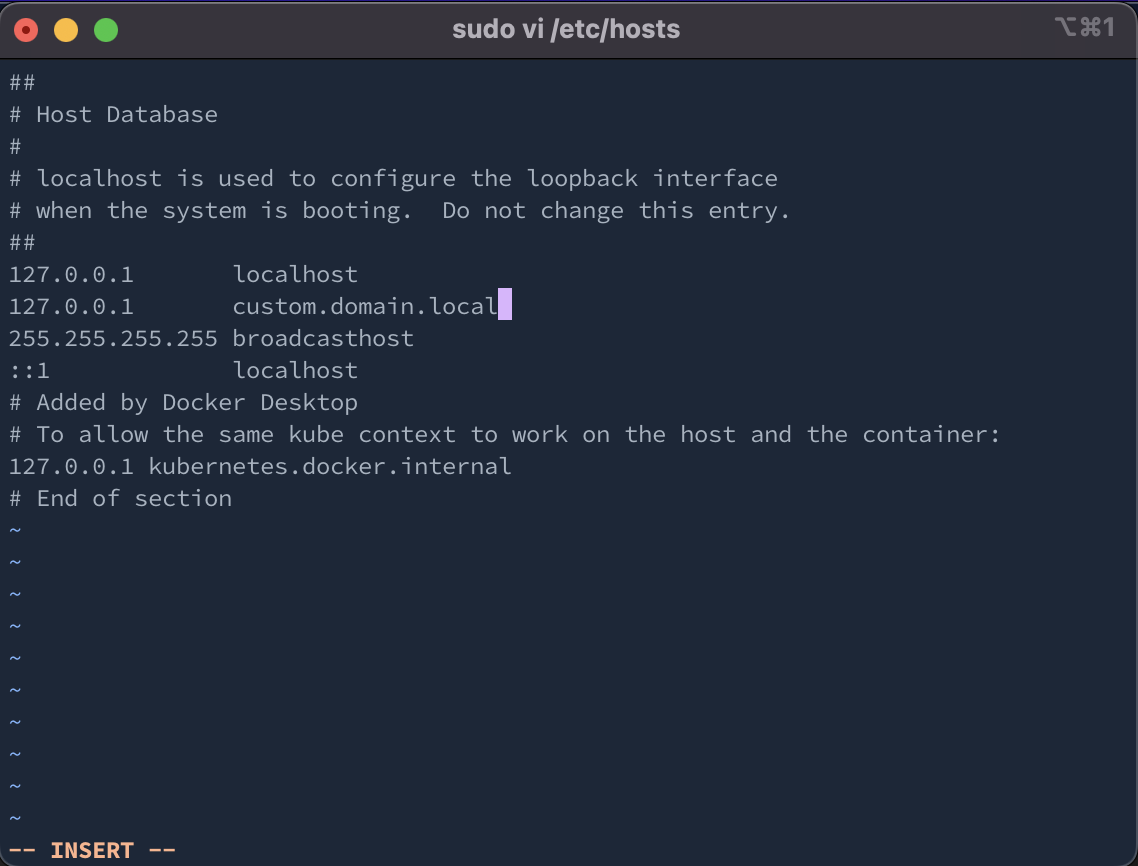 sudo vi /etc/hosts
⌥⌘1
##
# Host Database
#
# localhost is used to configure the loopback interface
# when the system is booting.  Do not change this entry.
##
127.0.0.1       localhost
127.0.0.1       custom.domain.local
255.255.255.255 broadcasthost
::1             localhost
# Added by Docker Desktop
# To allow the same kube context to work on the host and the container:
127.0.0.1 kubernetes.docker.internal
# End of section
~
~
~
~
~
~
~
~
~
~
-- INSERT --